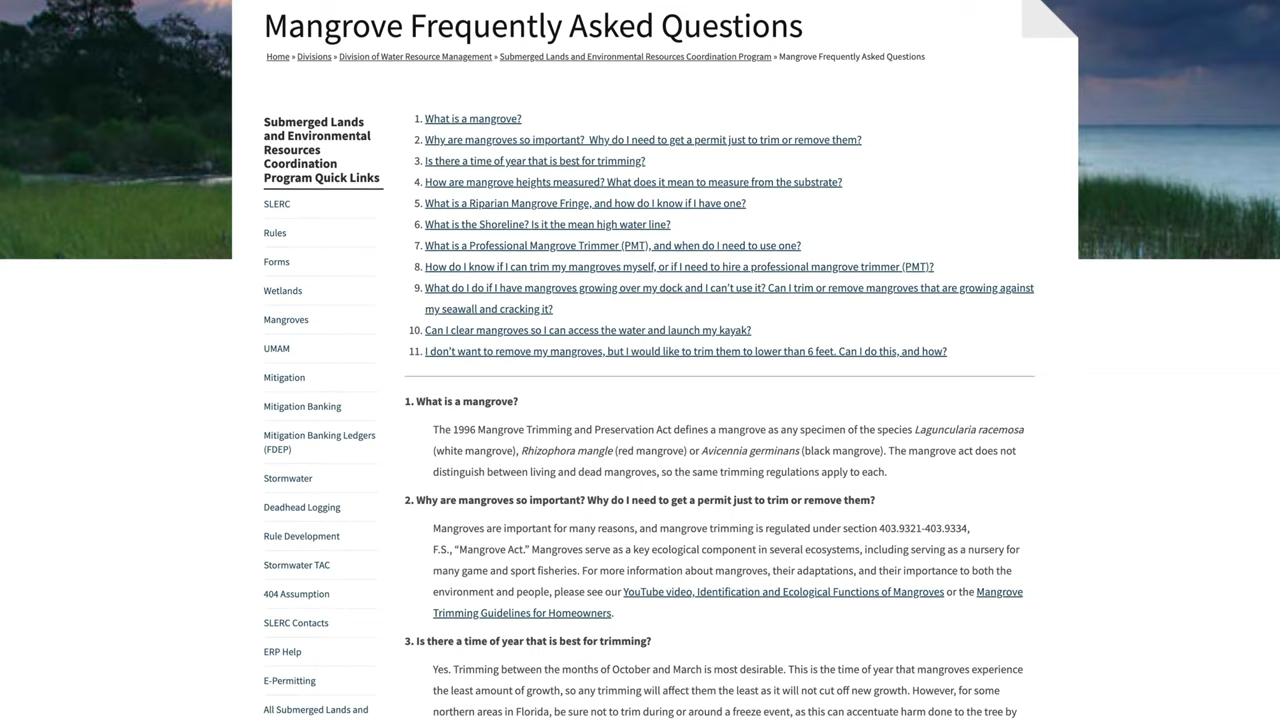 Mangrove Frequently Asked Questions
Home » Divisions » Division of Water Resource Management » Submerged Lands and Environmental Resources Coordination Program » Mangrove Frequently Asked Questions
Submerged Lands
and Environmental
Resources
Coordination
Program Quick Links
SLERC
Rules
Forms
Wetlands
Mangroves
UMAM
Mitigation
Mitigation Banking
Mitigation Banking Ledgers
(FDEP)
Stormwater
Deadhead Logging
Rule Development
Stormwater TAC
404 Assumption
SLERC Contacts
ERP Help
E-Permitting
All Submerged Lands and
1. What is a mangrove?
2. Why are mangroves so important?  Why do I need to get a permit just to trim or remove them?
3. Is there a time of year that is best for trimming?
4. How are mangrove heights measured? What does it mean to measure from the substrate?
5. What is a Riparian Mangrove Fringe, and how do I know if I have one?
6. What is the Shoreline? Is it the mean high water line?
7. What is a Professional Mangrove Trimmer (PMT), and when do I need to use one?
8. How do I know if I can trim my mangroves myself, or if I need to hire a professional mangrove trimmer (PMT)?
9. What do I do if I have mangroves growing over my dock and I can't use it? Can I trim or remove mangroves that are growing against
my seawall and cracking it?
10. Can I clear mangroves so I can access the water and launch my kayak?
11. I don't want to remove my mangroves, but I would like to trim them to lower than 6 feet. Can I do this, and how?
1. What is a mangrove?
The 1996 Mangrove Trimming and Preservation Act defines a mangrove as any specimen of the species Laguncularia racemosa
(white mangrove), Rhizophora mangle (red mangrove) or Avicennia germinans (black mangrove). The mangrove act does not
distinguish between living and dead mangroves, so the same trimming regulations apply to each.
2. Why are mangroves so important? Why do I need to get a permit just to trim or remove them?
Mangroves are important for many reasons, and mangrove trimming is regulated under section 403.9321-403.9334,
F.S., “Mangrove Act.” Mangroves serve as a key ecological component in several ecosystems, including serving as a nursery for
many game and sport fisheries. For more information about mangroves, their adaptations, and their importance to both the
environment and people, please see our YouTube video, Identification and Ecological Functions of Mangroves or the Mangrove
Trimming Guidelines for Homeowners.
3. Is there a time of year that is best for trimming?
Yes. Trimming between the months of October and March is most desirable. This is the time of year that mangroves experience
the least amount of growth, so any trimming will affect them the least as it will not cut off new growth. However, for some
northern areas in Florida, be sure not to trim during or around a freeze event, as this can accentuate harm done to the tree by